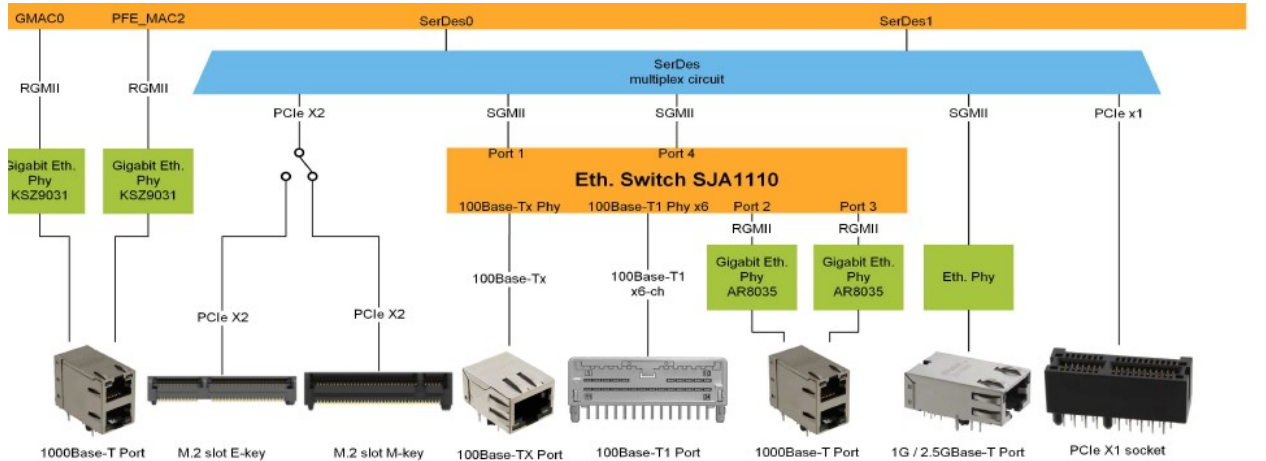 GMAC0
PFE_MAC2
SerDes0
SerDes1
SerDes
multiplex circuit
RGMII
RGMII
PCIe X2
SGMII
SGMII
SGMII
PCIe x1
Gigabit Eth.
Phy
KSZ9031
Gigabit Eth.
Phy
KSZ9031
Port 1
Port 4
Eth. Switch SJA1110
100Base-Tx Phy
100Base-T1 Phy x6
Port 2
Port 3
RGMII
RGMII
100Base-Tx
100Base-T1
x6-ch
Gigabit Eth.
Phy
AR8035
Gigabit Eth.
Phy
AR8035
Eth. Phy
PCIe X2
PCIe X2
1000Base-T Port
M.2 slot E-key
M.2 slot M-key
100Base-TX Port
100Base-T1 Port
1000Base-T Port
1G / 2.5GBase-T Port
PCIe X1 socket